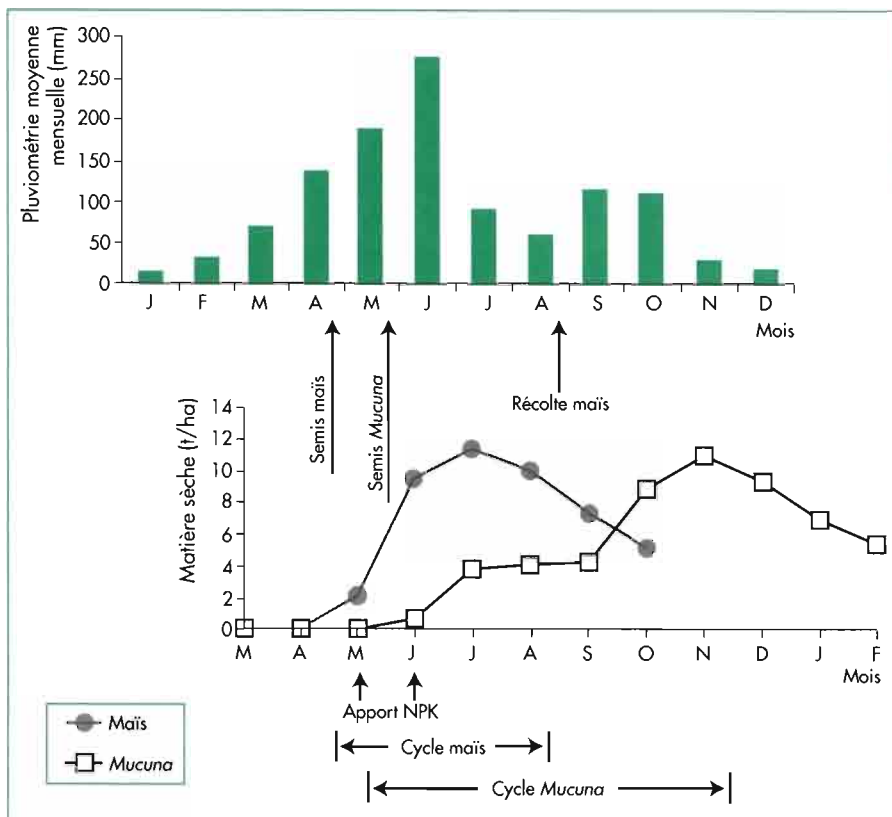 Pluviométrie moyenne
mensuelle (mm)
300
250
200
150
100
50
0
J F M A M J J A S O N D
Mois
Semis maïs
Semis Mucuna
Récolte maïs
Matière sèche (t/ha)
14
12
10
8
6
4
2
0
M A M J J A S O N D J F
Mois
Apport NPK
Maïs
Mucuna
Cycle maïs
Cycle Mucuna